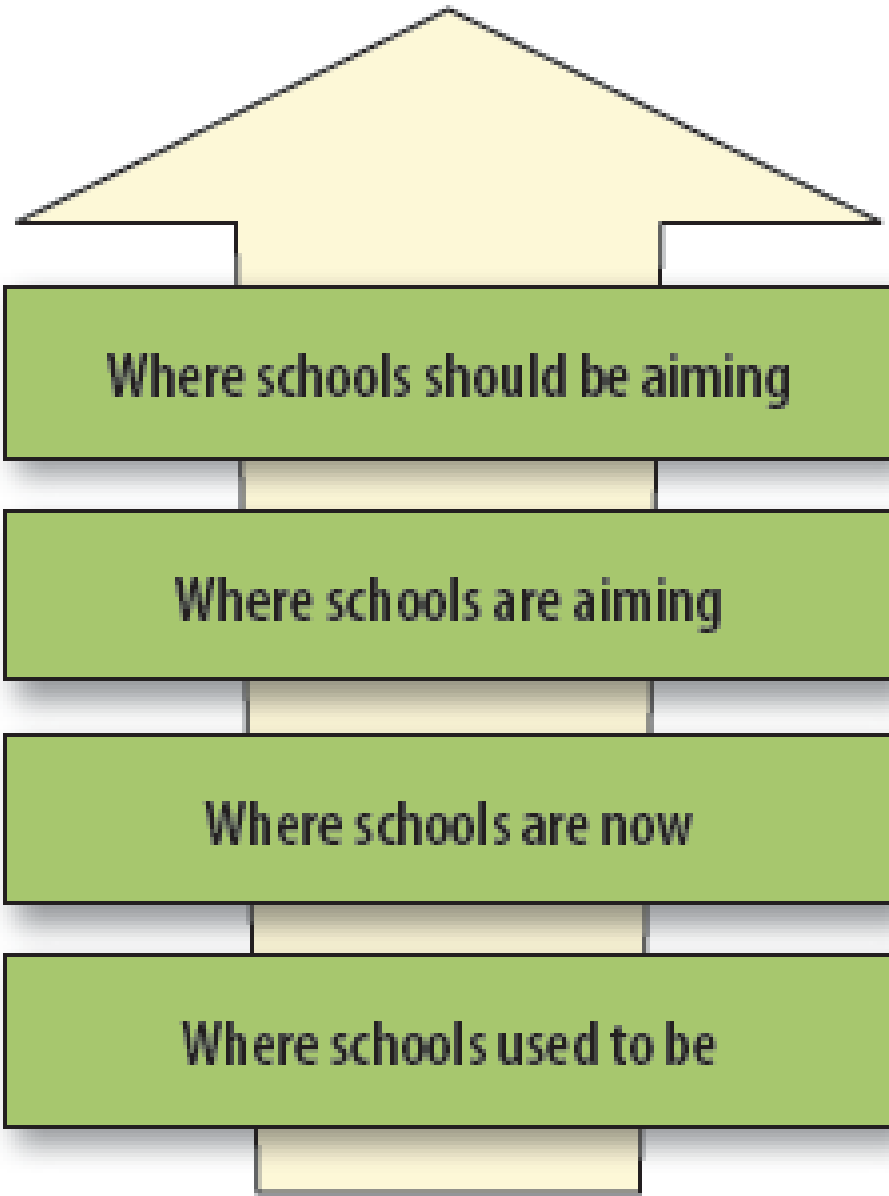 Where schools should be aiming
Where schools are aiming
Where schools are now
Where schools used to be